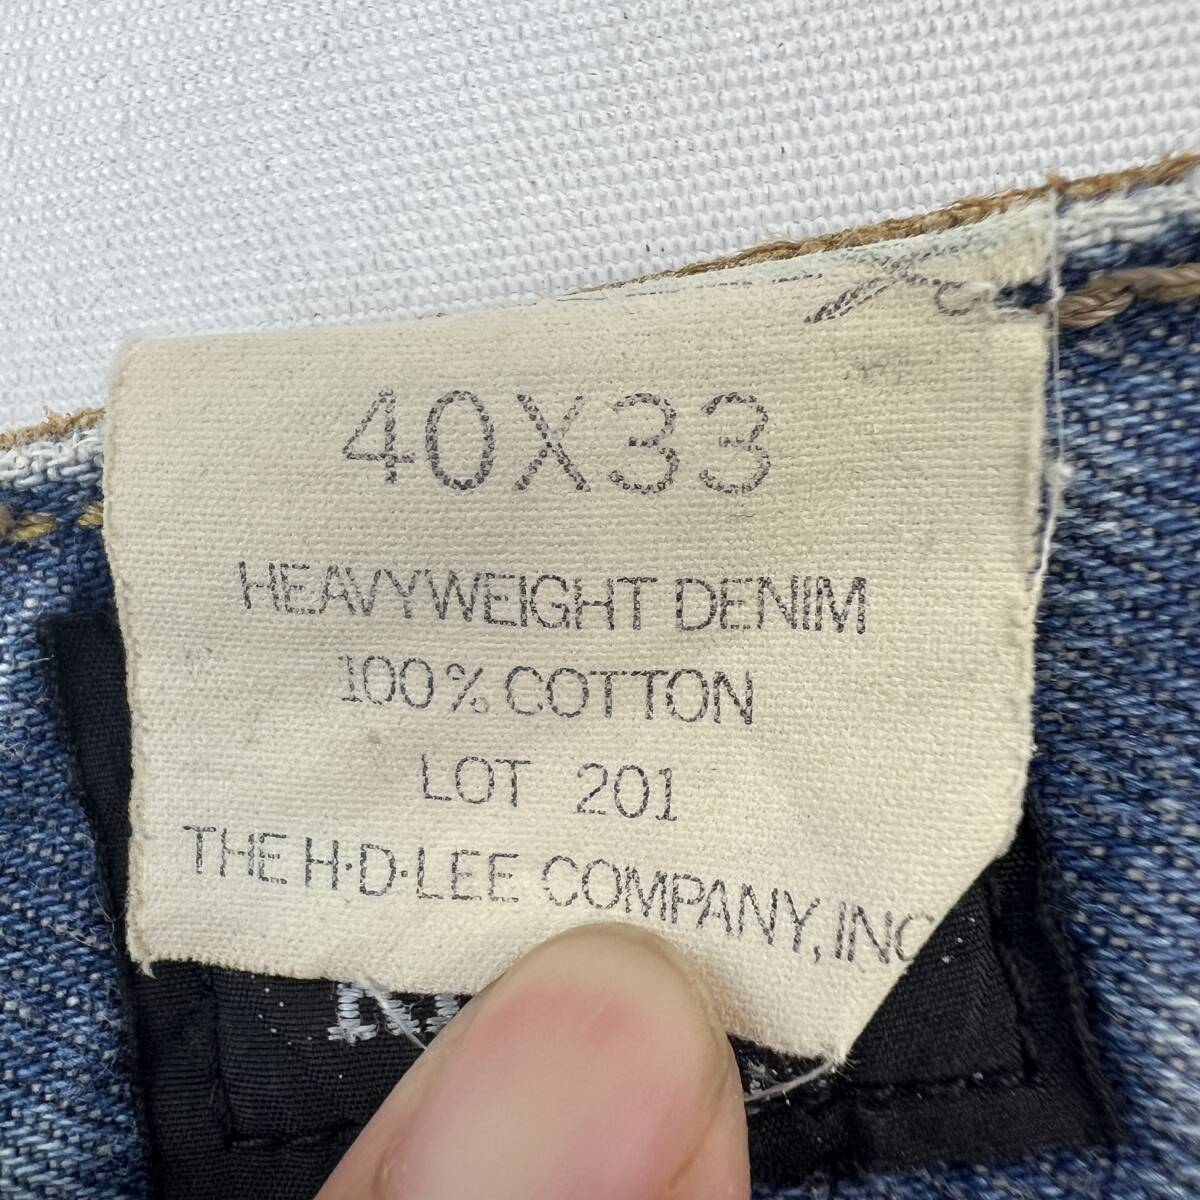 40X33
HEAVYWEIGHT DENIM
100% COTTON
LOT 201
THE H·D·LEE COMPANY, INC